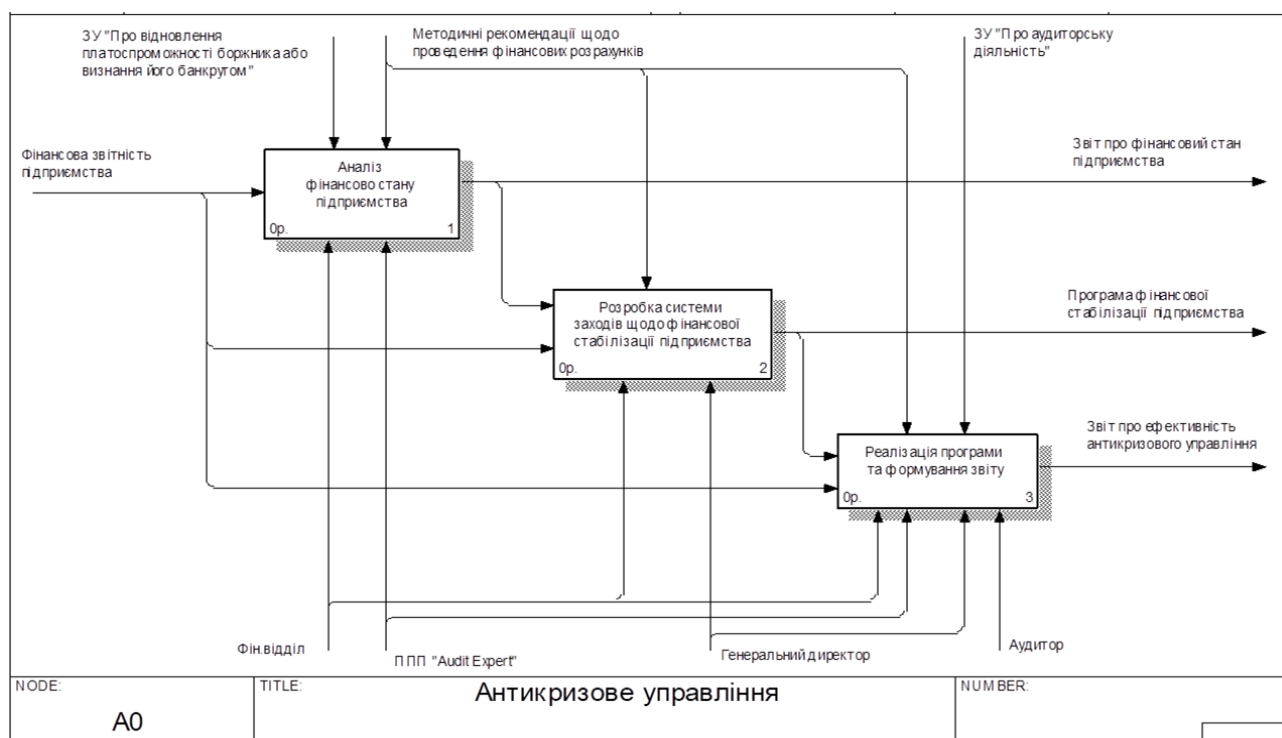 ЗУ "Про відновлення
платоспроможності боржника або
визнання його банкрутом"
Методичні рекомендації щодо
проведення фінансових розрахунків
ЗУ "Про аудиторську
діяльність"
Фінансова звітність
підприємства
Аналіз
фінансово стану
підприємства
0р. 1
Звіт про фінансовий стан
підприємства
Розробка системи
заходів щодо фінансової
стабілізації підприємства
0р. 2
Програма фінансової
стабілізації підприємства
Реалізація програми
та формування звіту
0р. 3
Звіт про ефективність
антикризового управління
Фін.відділ
ППП "Audit Expert"
Генеральний директор
Аудитор
NODE:
A0
TITLE:
Антикризове управління
NUMBER: